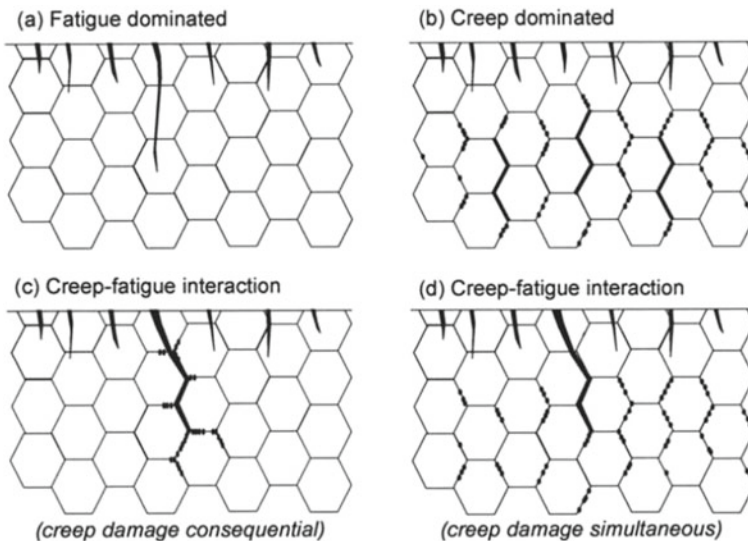 (a) Fatigue dominated
(b) Creep dominated
(c) Creep-fatigue interaction
(d) Creep-fatigue interaction
(creep damage consequential)
(creep damage simultaneous)